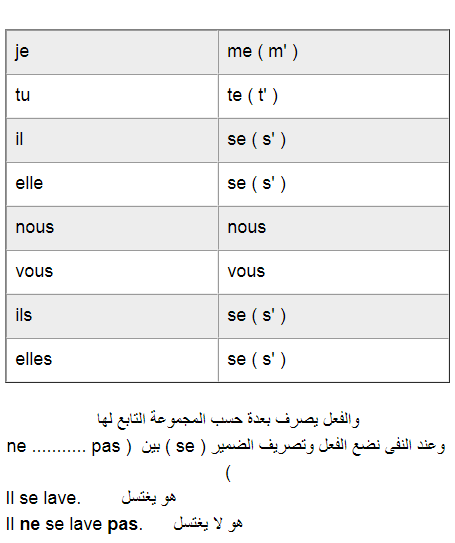 je me ( m' )
tu te ( t' )
il se ( s' )
elle se ( s' )
nous nous
vous vous
ils se ( s' )
elles se ( s' )
والفعل يصرف بعدة حسب المجموعة التابع لها
وعند النفى نضع الفعل وتصريف الضمير ( se ) بين ( ne ........... pas
)
Il se lave. هو يغتسل
Il ne se lave pas. هو لا يغتسل